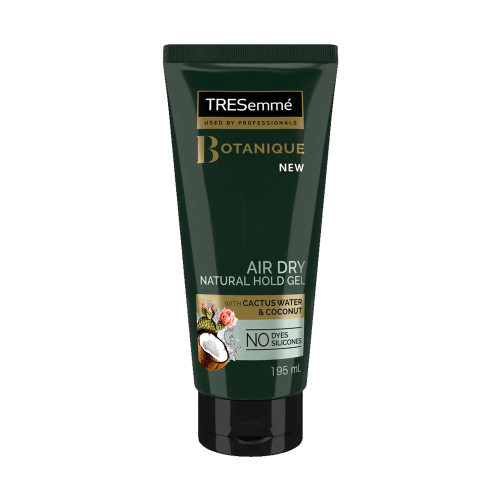 TRESemmé
USED BY PROFESSIONALS
BOTANIQUE
NEW
AIR DRY
NATURAL HOLD GEL
WITH CACTUS WATER
& COCONUT
NO DYES
SILICONES
195 mL